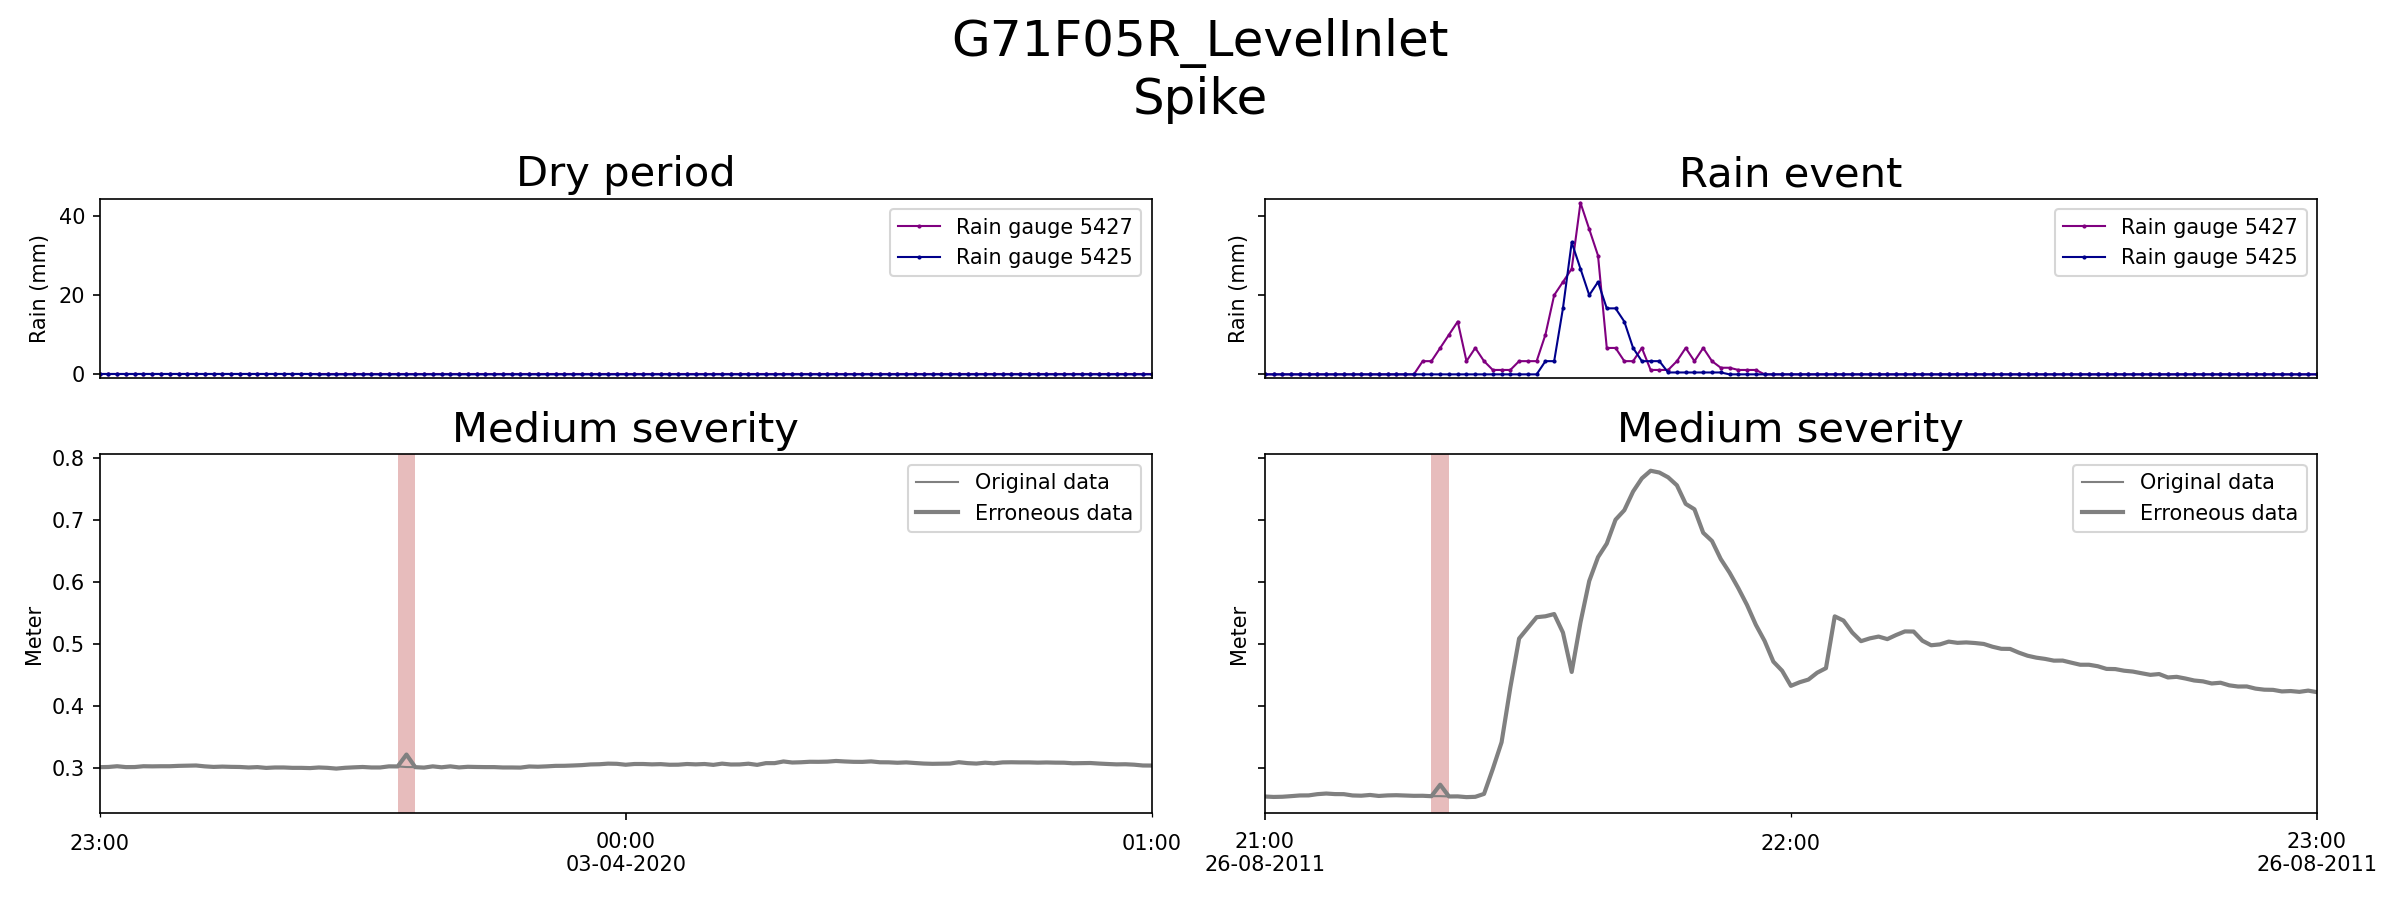 G71F05R_LevelInlet
Spike
Dry period
Rain event
40
20
0
Rain (mm)
Rain gauge 5427
Rain gauge 5425
Rain (mm)
Rain gauge 5427
Rain gauge 5425
Medium severity
Medium severity
0.8
0.7
0.6
0.5
0.4
0.3
Meter
Original data
Erroneous data
Meter
Original data
Erroneous data
23:00
00:00
03-04-2020
01:00
21:00
26-08-2011
22:00
23:00
26-08-2011